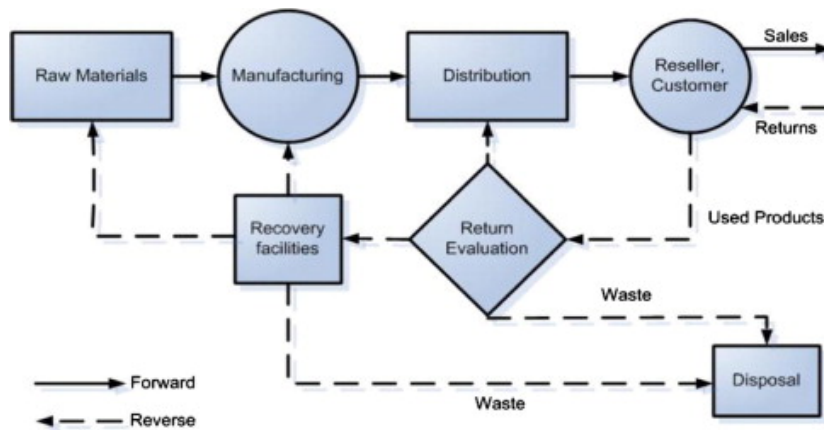 Sales
Raw Materials
Manufacturing
Distribution
Reseller,
Customer
Returns
Recovery
facilities
Return
Evaluation
Used Products
Waste
Disposal
Forward
Waste
Reverse